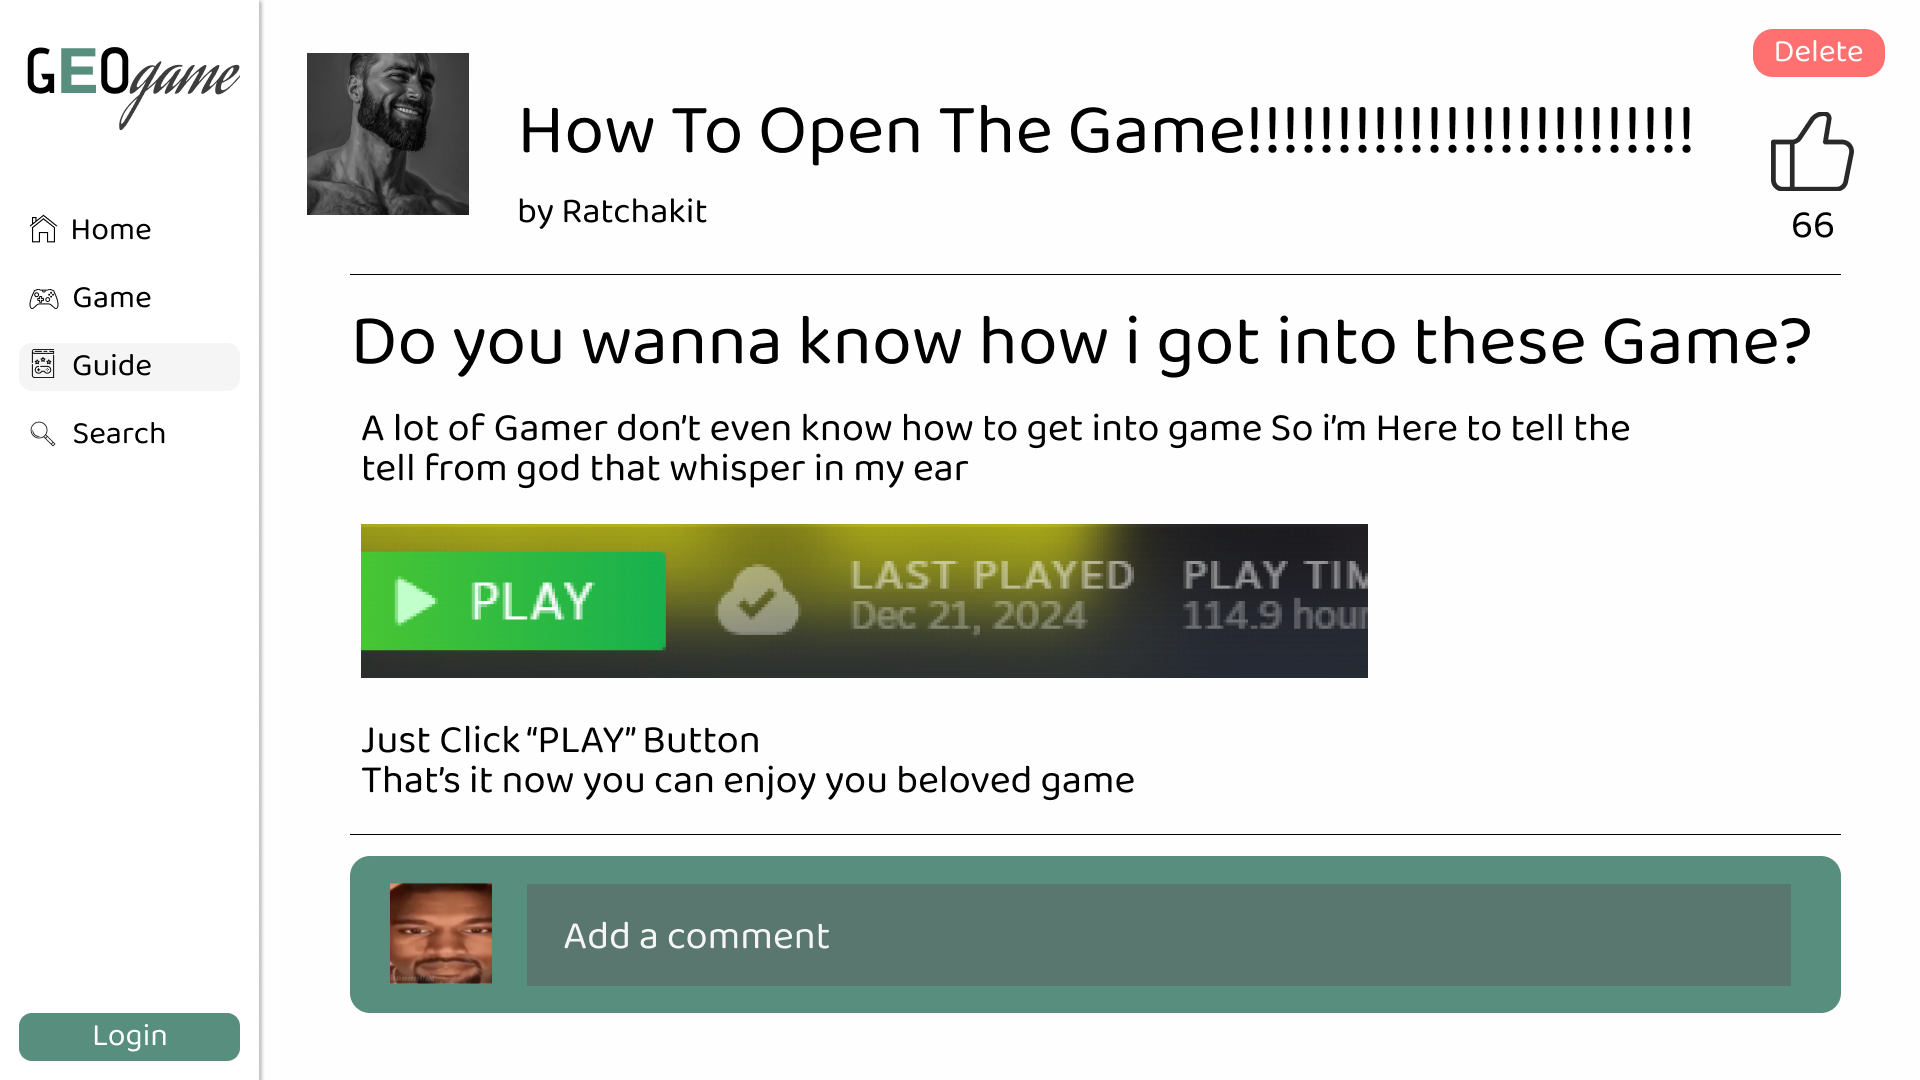 GEOgame
Home
Game
Guide
Search
Login
Delete
How To Open The Game!!!!!!!!!!!!!!!!!!!!!!!!!
by Ratchakit
66
Do you wanna know how i got into these Game?
A lot of Gamer don't even know how to get into game So i'm Here to tell the
tell from god that whisper in my ear
PLAY
LAST PLAYED
Dec 21, 2024
PLAY TIM
114.9 hour
Just Click “PLAY” Button
That's it now you can enjoy you beloved game
Add a comment